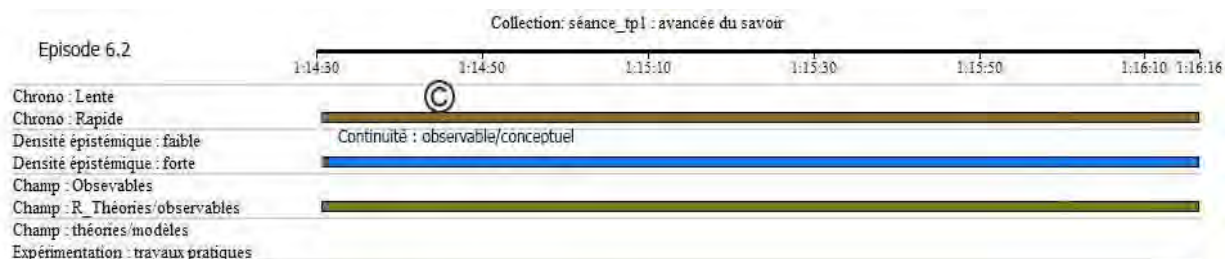 Collection: séance_tp1 : avancée du savoir
Episode 6.2
1:14:30 1:14:50 1:15:10 1:15:30 1:15:50 1:16:10 1:16:16
Chrono : Lente
©
Chrono : Rapide
Densité épistémique : faible
Continuité : observable/conceptuel
Densité épistémique : forte
Champ : Obsevables
Champ : R_Théories/observables
Champ : théories/modèles
Expérimentation : travaux pratiques